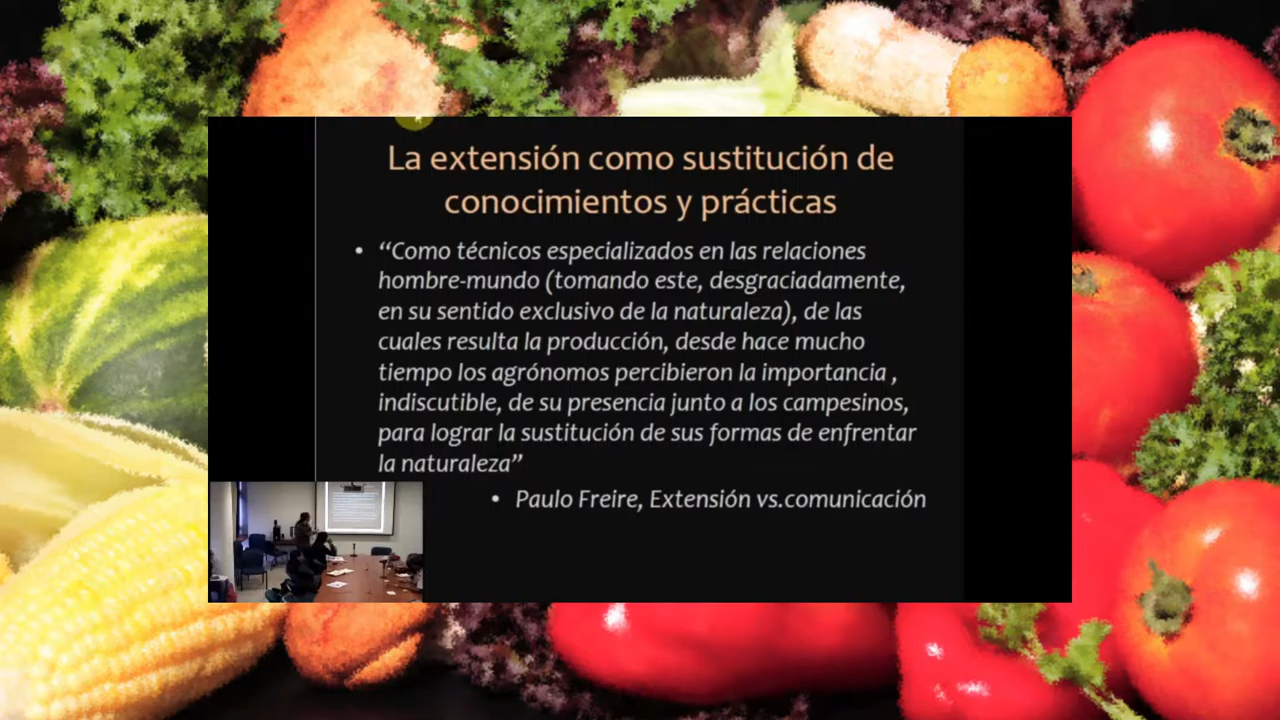 La extensión como sustitución de
conocimientos y prácticas
• “Como técnicos especializados en las relaciones
hombre-mundo (tomando este, desgraciadamente,
en su sentido exclusivo de la naturaleza), de las
cuales resulta la producción, desde hace mucho
tiempo los agrónomos percibieron la importancia ,
indiscutible, de su presencia junto a los campesinos,
para lograr la sustitución de sus formas de enfrentar
la naturaleza”
• Paulo Freire, Extensión vs.comunicación